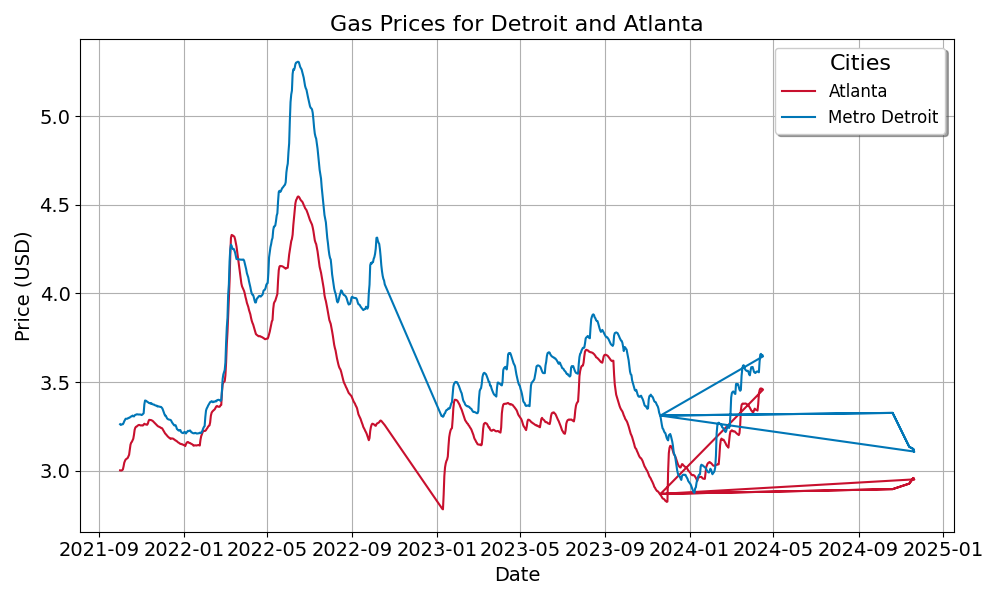 Gas Prices for Detroit and Atlanta
Cities
Atlanta
Metro Detroit
Price (USD)
5.0
4.5
4.0
3.5
3.0
2021-09 2022-01 2022-05 2022-09 2023-01 2023-05 2023-09 2024-01 2024-05 2024-09 2025-01
Date